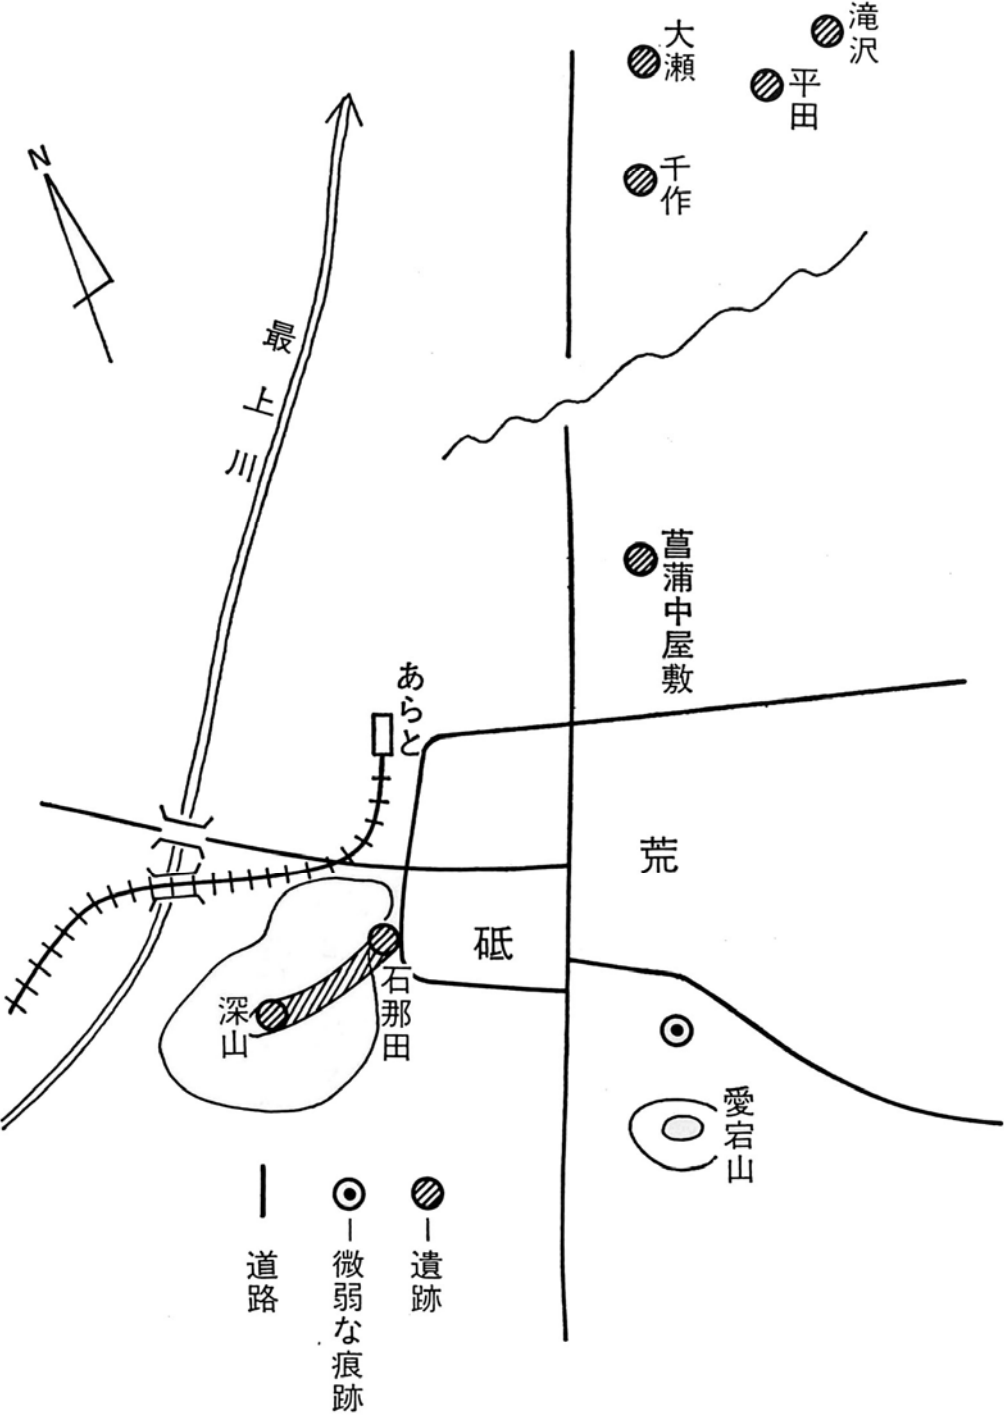 滝沢
大瀬
平田
千作
N
最上川
菖蒲中屋敷
あらと
荒砥
石那田
深山
愛宕山
遺跡
微弱な痕跡
道路